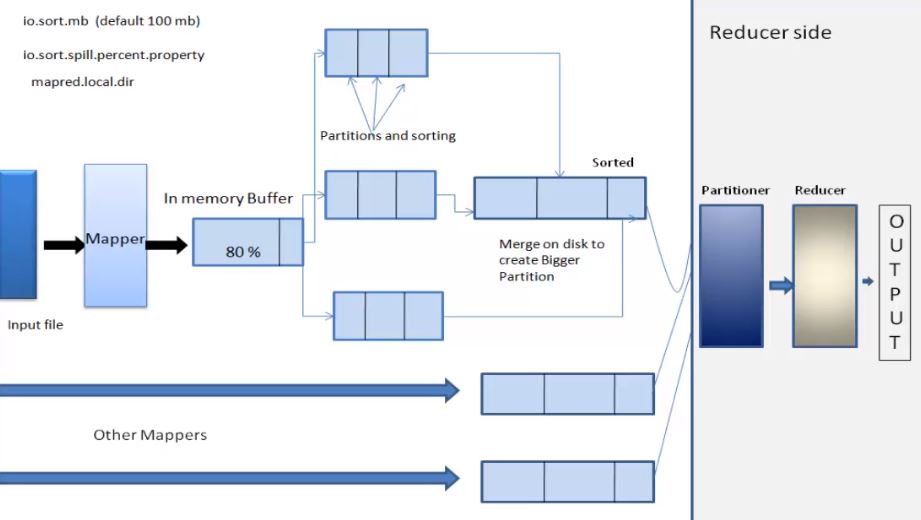 io.sort.mb (default 100 mb)
io.sort.spill.percent.property
mapred.local.dir
Reducer side
Partitions and sorting
Sorted
Partitioner
Reducer
In memory Buffer
Mapper
80 %
Merge on disk to
create Bigger
Partition
OUTPUT
Input file
Other Mappers